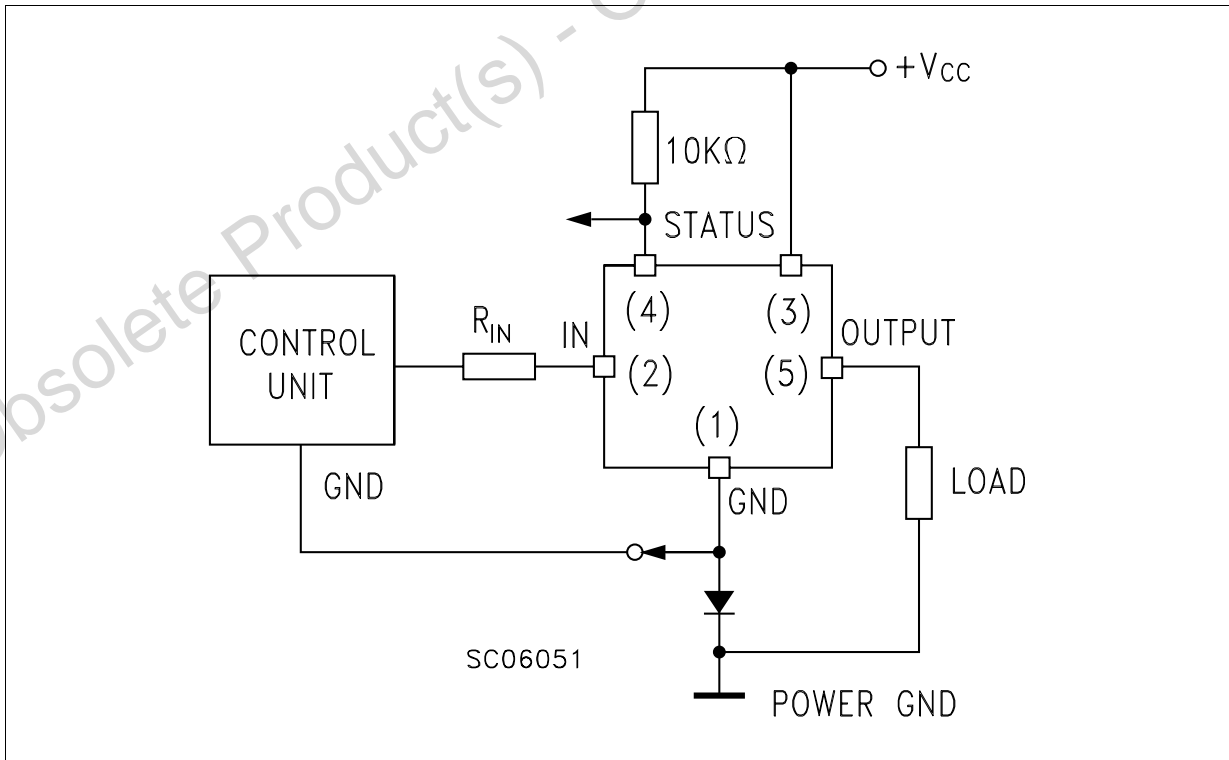 Obsolete Product(s) - O
+VCC
10KΩ
STATUS
(4)
(3)
RIN
IN
OUTPUT
CONTROL
UNIT
(2)
(5)
(1)
GND
GND
LOAD
SC06051
POWER GND